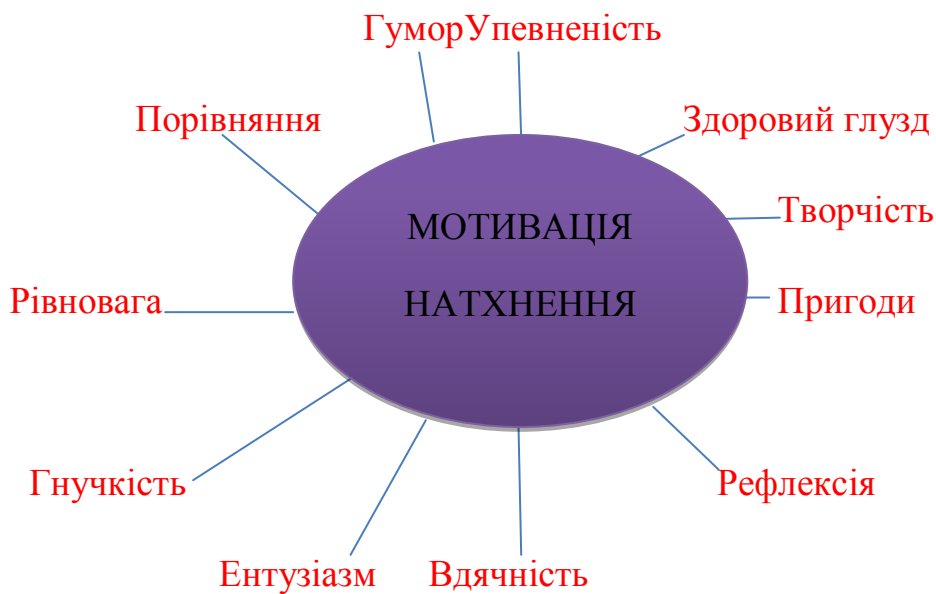 ГуморУпевненість
Порівняння
Здоровий глузд
Творчість
МОТИВАЦІЯ
НАТХНЕННЯ
Рівновага
Пригоди
Гнучкість
Рефлексія
Ентузіазм
Вдячність